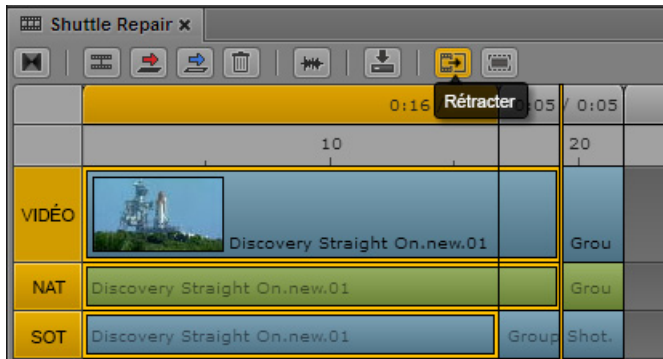 Shuttle Repair ×
Rétracter
0:16 0:05 / 0:05
10 20
VIDÉO Discovery Straight On.new.01 Grou
NAT Discovery Straight On.new.01 Grou
SOT Discovery Straight On.new.01 Group Shot.